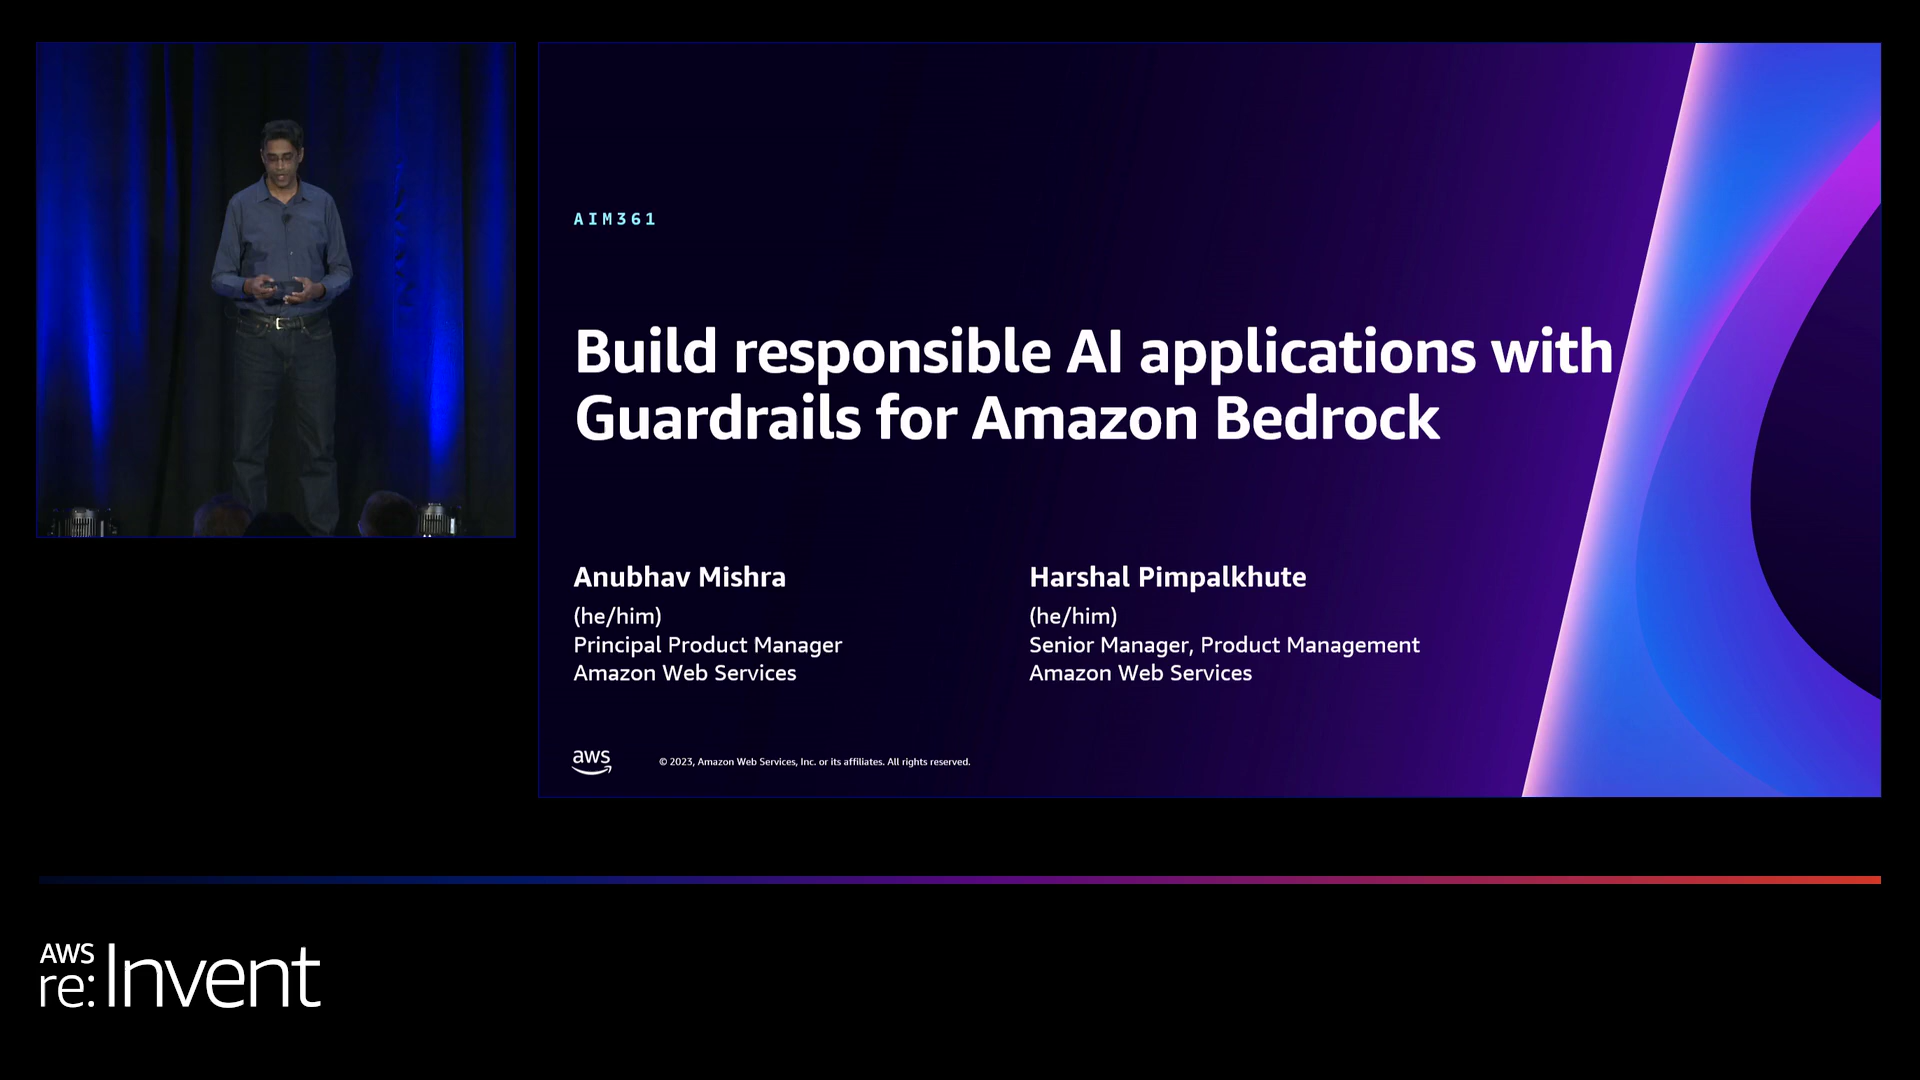 AIM361
Build responsible AI applications with
Guardrails for Amazon Bedrock
Anubhav Mishra
(he/him)
Principal Product Manager
Amazon Web Services
Harshal Pimpalkhute
(he/him)
Senior Manager, Product Management
Amazon Web Services
aws
© 2023, Amazon Web Services, Inc. or its affiliates. All rights reserved.
AWS
re:Invent